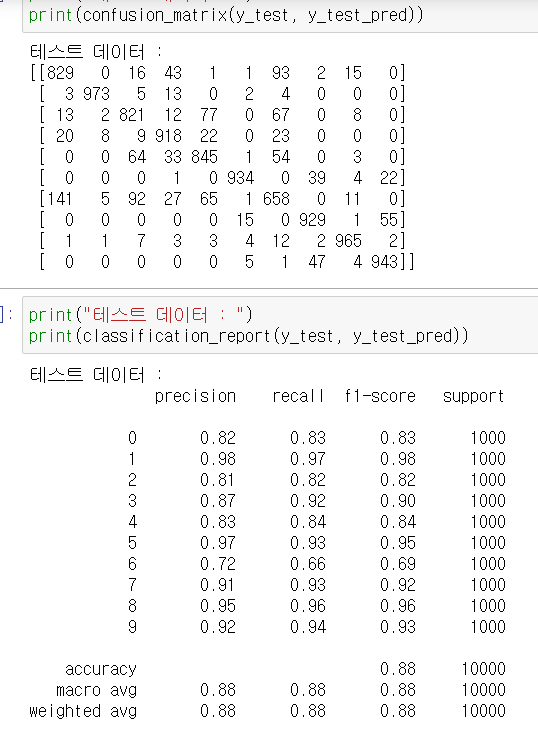 print(confusion_matrix(y_test, y_test_pred))
테스트 데이터 :
[[829   0  16  43   1   1  93   2  15   0]
 [  3 973   5  13   0   2   4   0   0   0]
 [ 13   2 821  12  77   0  67   0   8   0]
 [ 20   8   9 918  22   0  23   0   0   0]
 [  0   0  64  33 845   1  54   0   3   0]
 [  0   0   0   1   0 934   0  39   4  22]
 [141   5  92  27  65   1 658   0  11   0]
 [  0   0   0   0   0  15   0 929   1  55]
 [  1   1   7   3   3   4  12   2 965   2]
 [  0   0   0   0   0   5   1  47   4 943]]
]: print("테스트 데이터 : ")
print(classification_report(y_test, y_test_pred))
테스트 데이터 :
precision recall f1-score support
0 0.82 0.83 0.83 1000
1 0.98 0.97 0.98 1000
2 0.81 0.82 0.82 1000
3 0.87 0.92 0.90 1000
4 0.83 0.84 0.84 1000
5 0.97 0.93 0.95 1000
6 0.72 0.66 0.69 1000
7 0.91 0.93 0.92 1000
8 0.95 0.96 0.96 1000
9 0.92 0.94 0.93 1000
accuracy 0.88 10000
macro avg 0.88 0.88 0.88 10000
weighted avg 0.88 0.88 0.88 10000